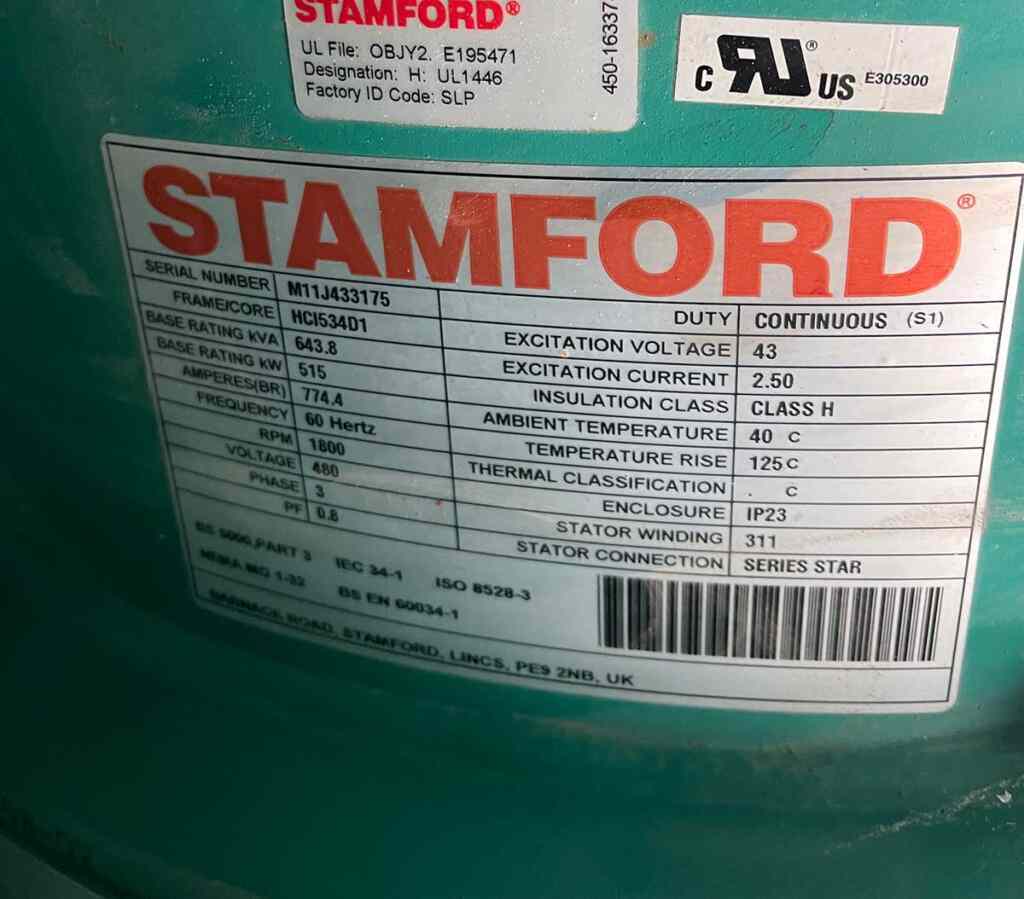 STAMFORD®
UL File: OBJY2. E195471
Designation: H: UL1446
Factory ID Code: SLP
450-16337
C RU® US E305300
STAMFORD®
SERIAL NUMBER M11J433175
FRAME/CORE HCI534D1
BASE RATING KVA 643.8
BASE RATING KW 515
AMPERES(BR) 774.4
FREQUENCY 60 Hertz
RPM 1800
VOLTAGE 480
PHASE 3
PF 0.8
DUTY CONTINUOUS (S1)
EXCITATION VOLTAGE 43
EXCITATION CURRENT 2.50
INSULATION CLASS CLASS H
AMBIENT TEMPERATURE 40 C
TEMPERATURE RISE 125 C
THERMAL CLASSIFICATION . C
ENCLOSURE IP23
STATOR WINDING 311
STATOR CONNECTION SERIES STAR
BS 5000,PART 3 IEC 34-1 ISO 8528-3
NEMA MG 1-32 BS EN 60034-1
BARNACK ROAD, STAMFORD, LINCS, PE9 2NB, UK